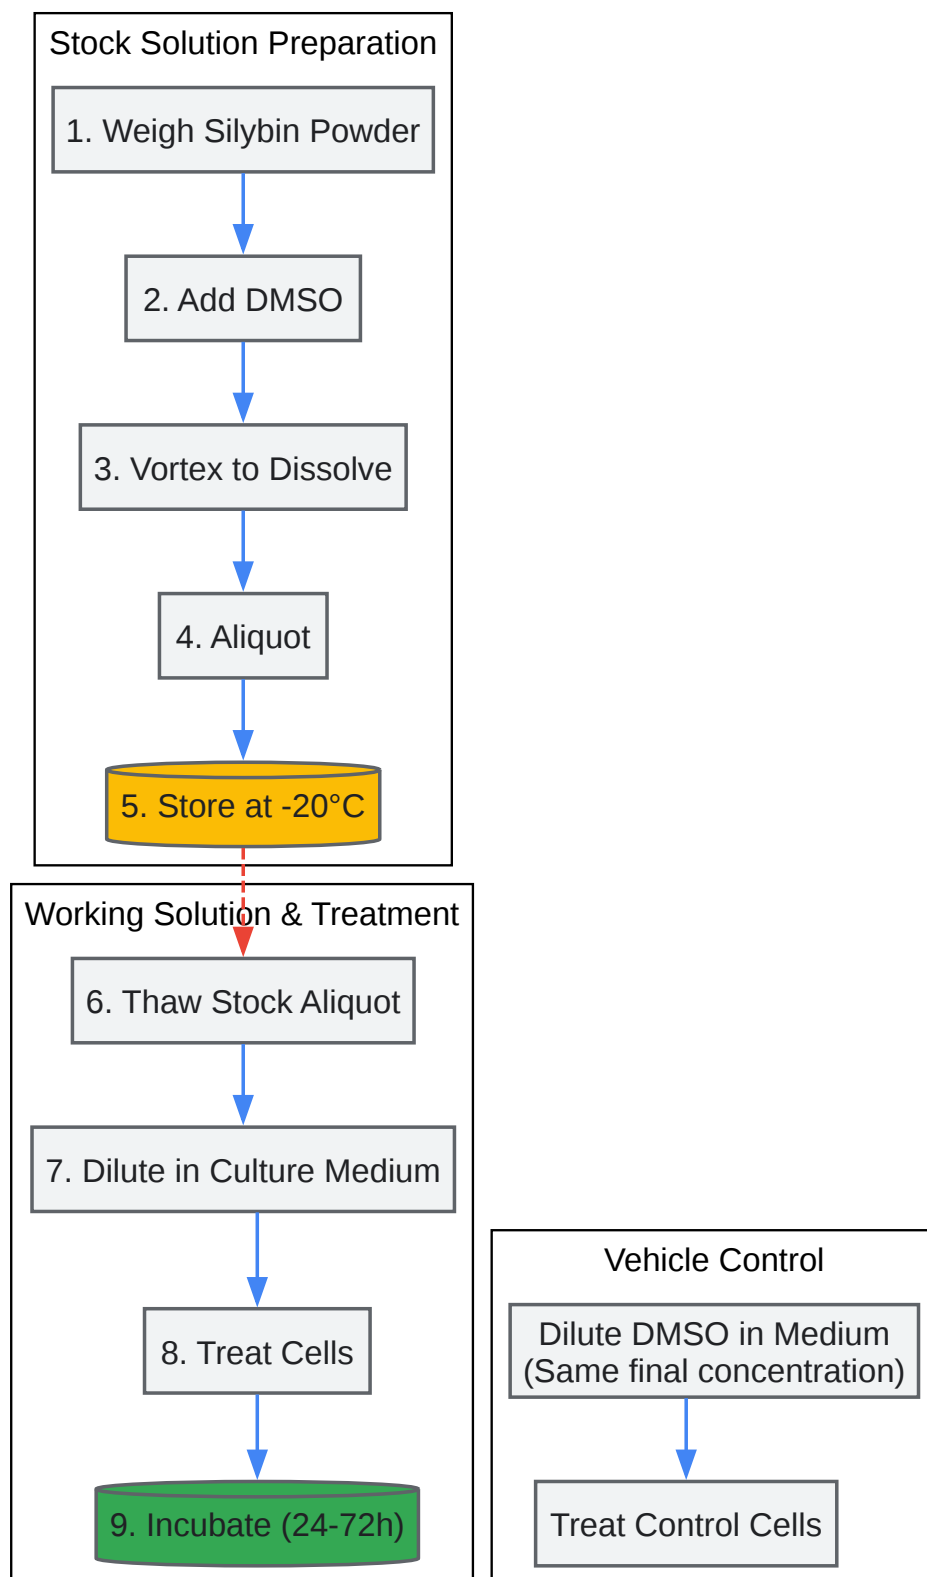 Stock Solution Preparation
1. Weigh Silybin Powder
2. Add DMSO
3. Vortex to Dissolve
4. Aliquot
5. Store at -20°C
Working Solution & Treatment
6. Thaw Stock Aliquot
7. Dilute in Culture Medium
8. Treat Cells
9. Incubate (24-72h)
Vehicle Control
Dilute DMSO in Medium
(Same final concentration)
Treat Control Cells